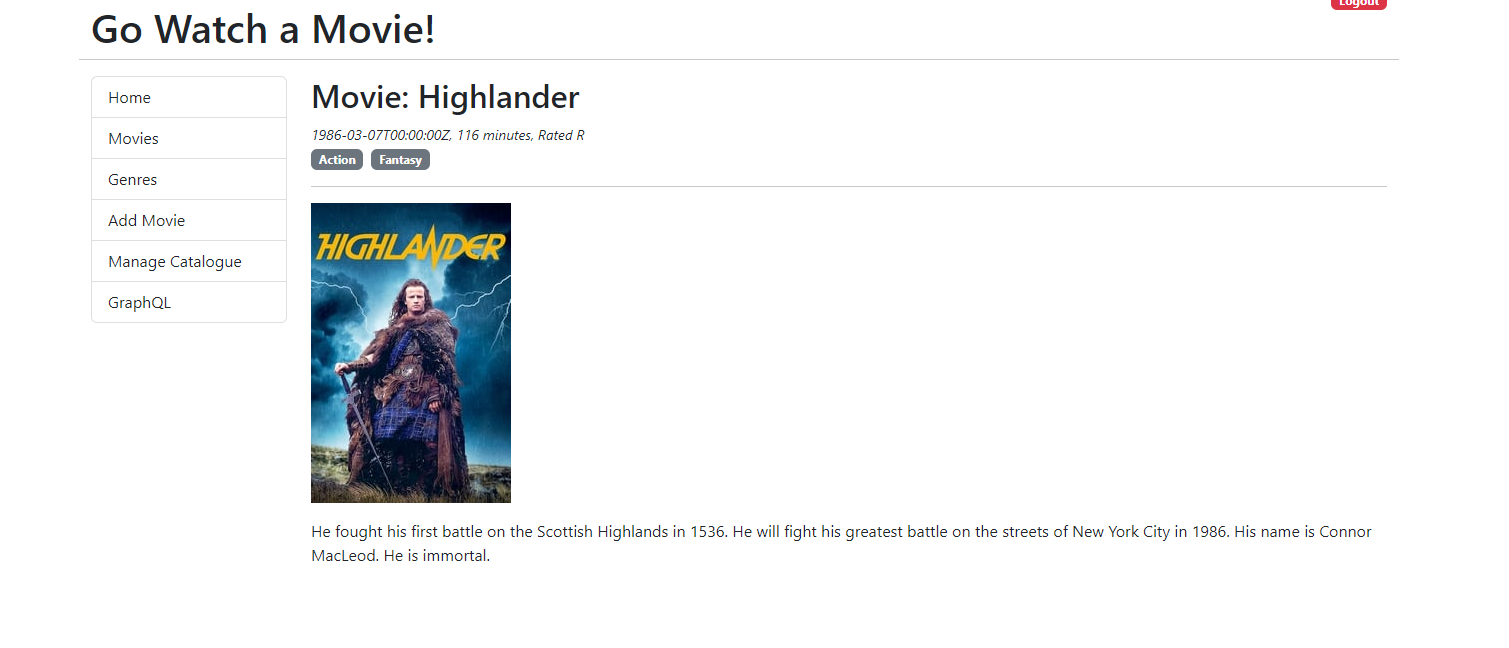 Logout
Go Watch a Movie!
Home
Movies
Genres
Add Movie
Manage Catalogue
GraphQL
Movie: Highlander
1986-03-07T00:00:00Z, 116 minutes, Rated R
Action Fantasy
HIGHLANDER
He fought his first battle on the Scottish Highlands in 1536. He will fight his greatest battle on the streets of New York City in 1986. His name is Connor
MacLeod. He is immortal.